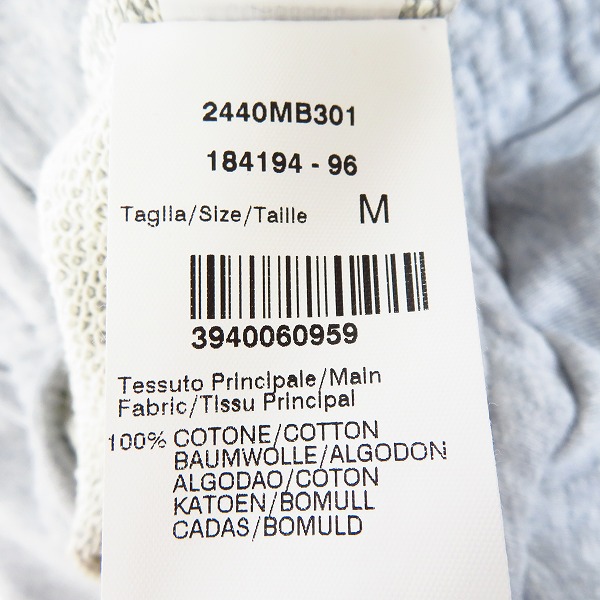 2440MB301
184194 - 96
Taglia/Size/Taille M
3940060959
Tessuto Principale/Main
Fabric/Tissu Principal
100% COTONE/COTTON
BAUMWOLLE/ALGODON
ALGODAO/COTON
KATOEN/BOMULL
CADAS/BOMULD